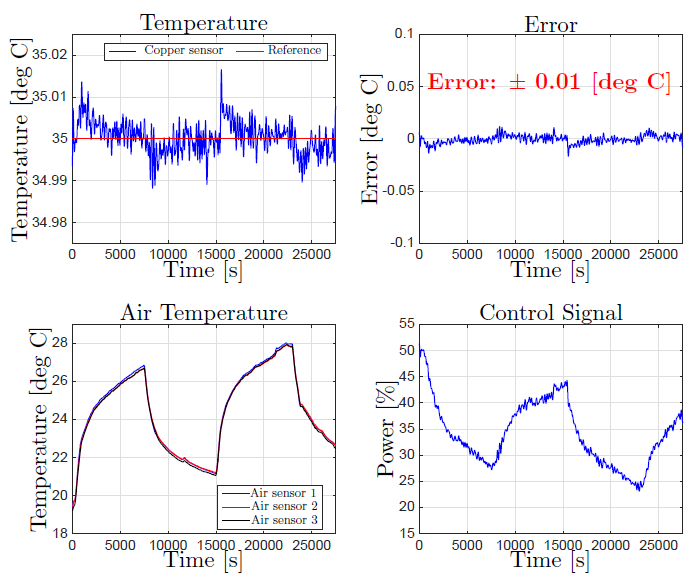 Temperature
Temperature [deg C]
35.02
35.01
35
34.99
34.98
Copper sensor
Reference
0 5000 10000 15000 20000 25000
Time [s]
Error
Error [deg C]
0.1
0.05
0
-0.05
-0.1
Error: ± 0.01 [deg C]
0 5000 10000 15000 20000 25000
Time [s]
Air Temperature
Temperature [deg C]
28
26
24
22
20
18
Air sensor 1
Air sensor 2
Air sensor 3
0 5000 10000 15000 20000 25000
Time [s]
Control Signal
Power [%]
55
50
45
40
35
30
25
20
15
0 5000 10000 15000 20000 25000
Time [s]